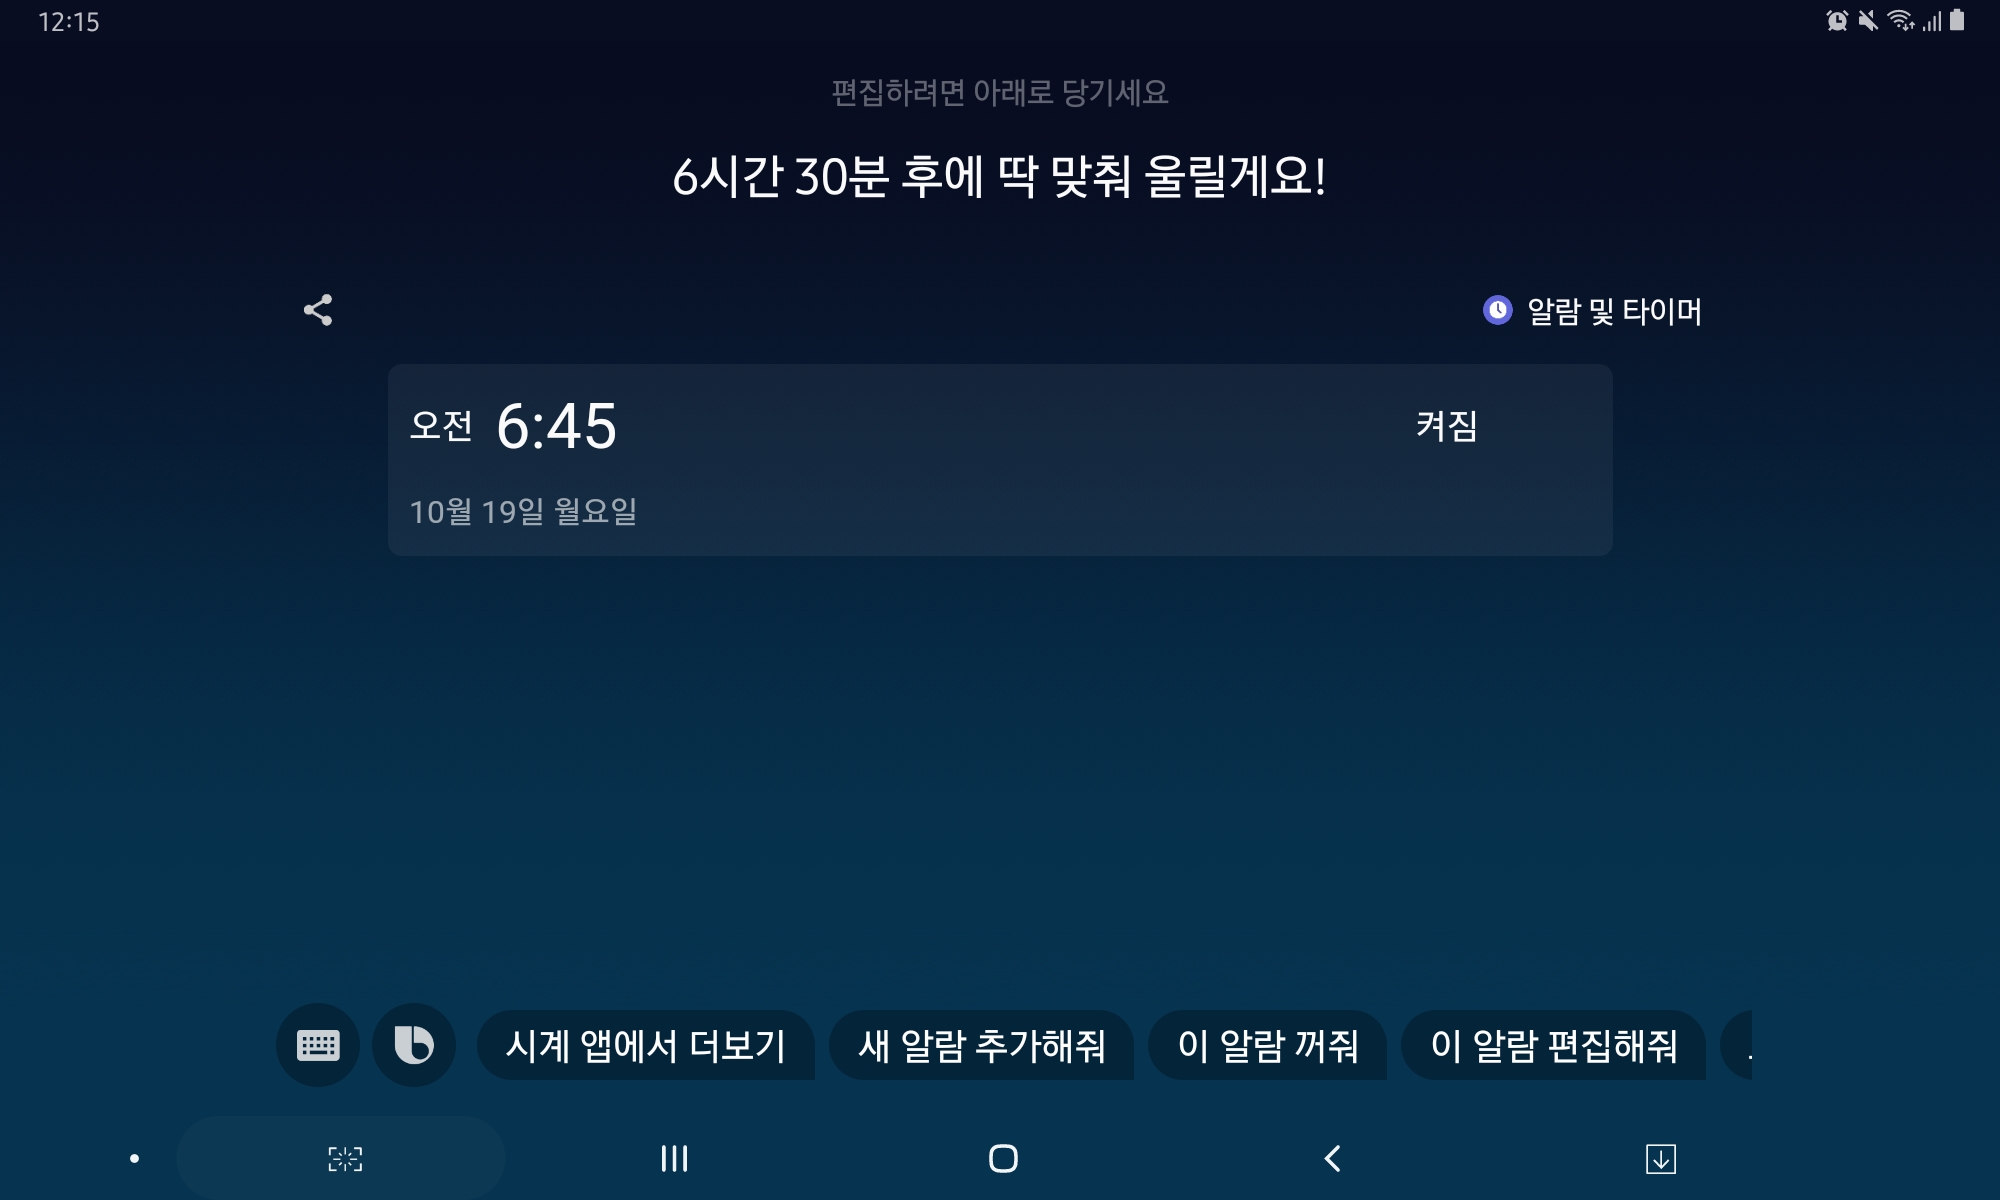 12:15
편집하려면 아래로 당기세요
6시간 30분 후에 딱 맞춰 울릴게요!
알람 및 타이머
오전 6:45 켜짐
10월 19일 월요일
시계 앱에서 더보기 새 알람 추가해줘 이 알람 꺼줘 이 알람 편집해줘